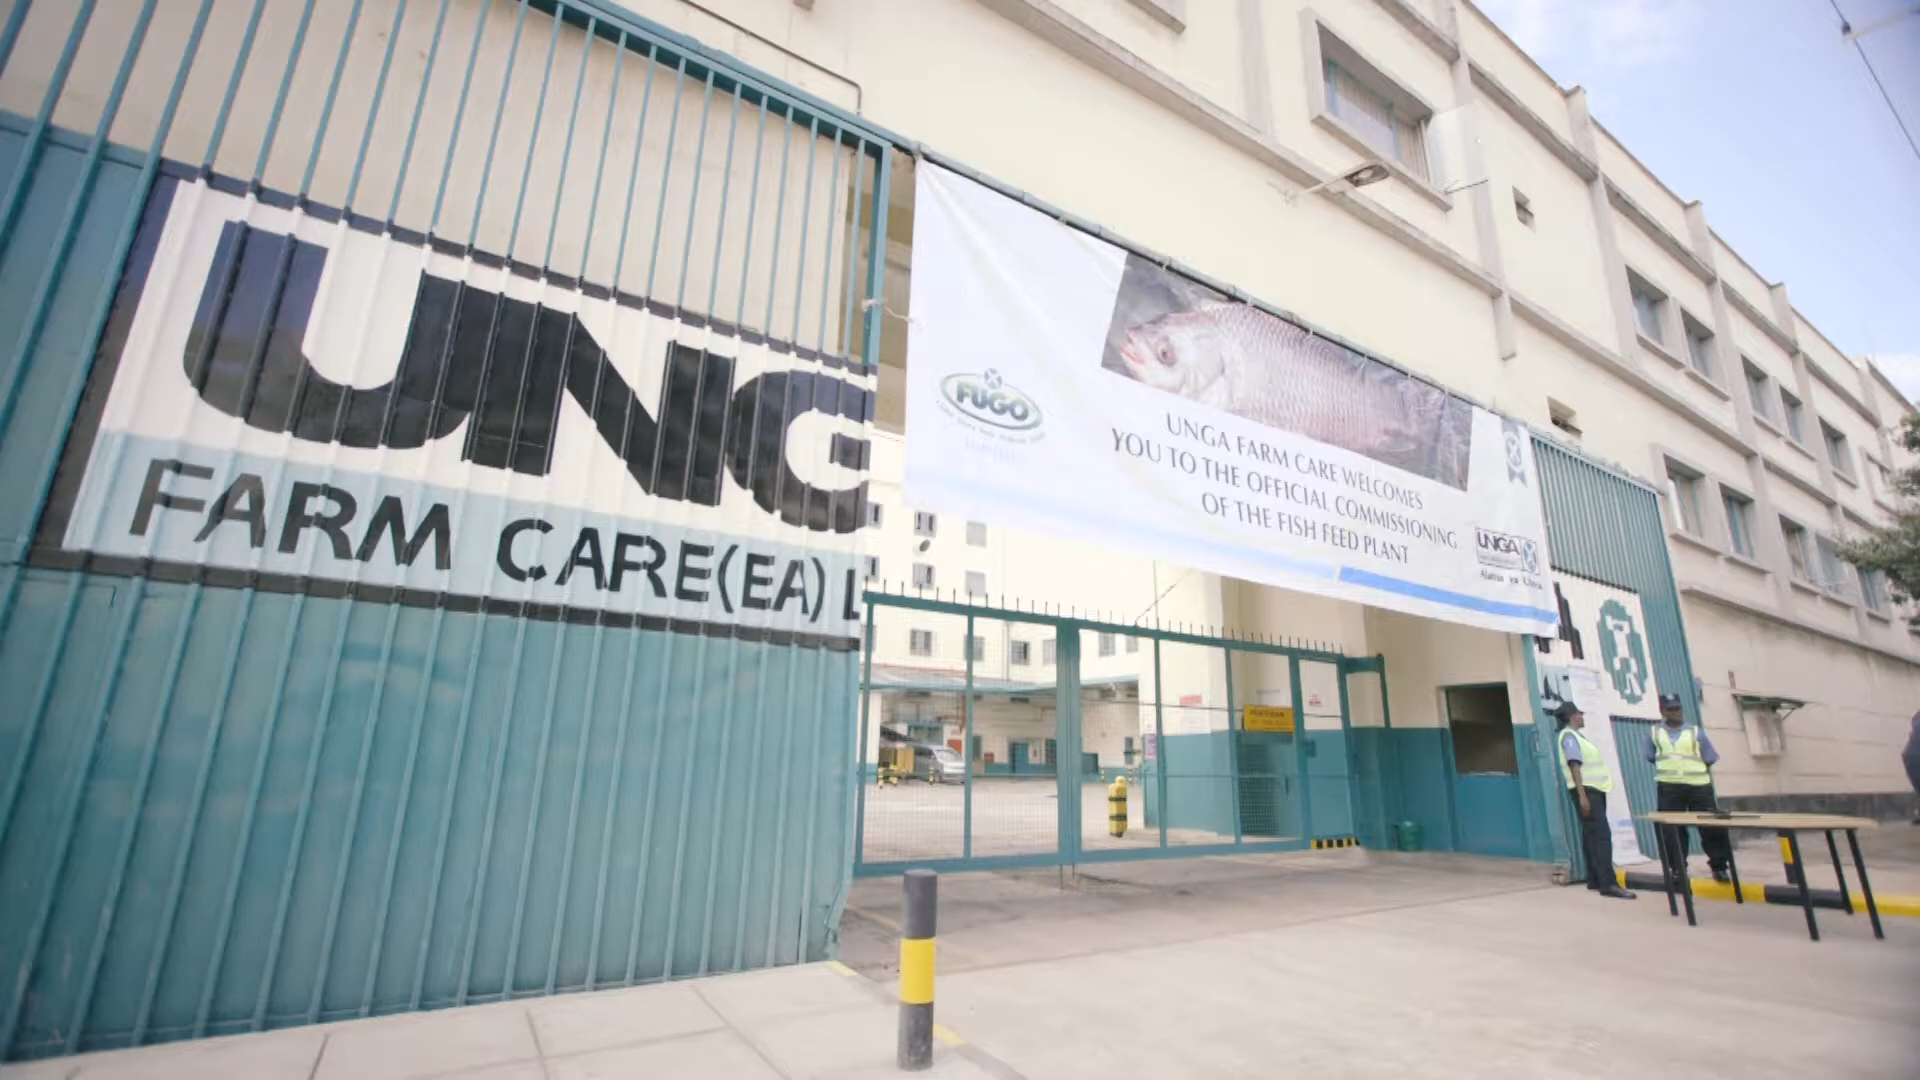 UNG
FARM CARE(EA) L
FUGO
UNGA FARM CARE WELCOMES
YOU TO THE OFFICIAL COMMISSIONING
OF THE FISH FEED PLANT
UNGA